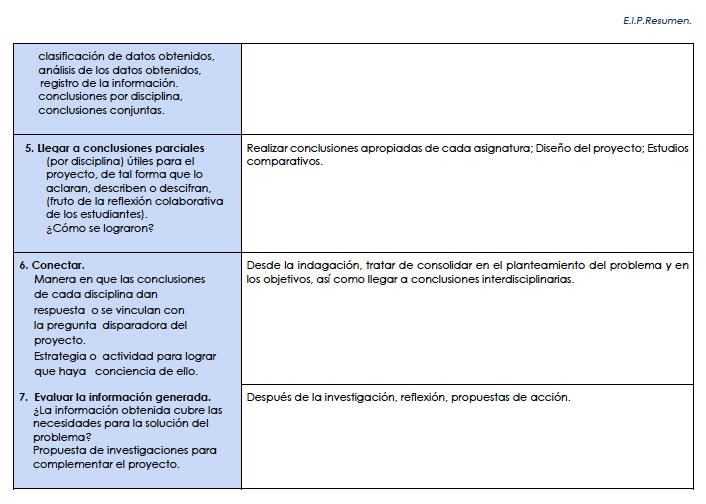 E.I.P.Resumen.
clasificación de datos obtenidos,
análisis de los datos obtenidos,
registro de la información.
conclusiones por disciplina,
conclusiones conjuntas.
5. Llegar a conclusiones parciales
(por disciplina) útiles para el
proyecto, de tal forma que lo
aclaran, describen o descifran,
(fruto de la reflexión colaborativa
de los estudiantes).
¿Cómo se lograron?
Realizar conclusiones apropiadas de cada asignatura; Diseño del proyecto; Estudios
comparativos.
6. Conectar.
Manera en que las conclusiones
de cada disciplina dan
respuesta o se vinculan con
la pregunta disparadora del
proyecto.
Estrategia o actividad para lograr
que haya conciencia de ello.
Desde la indagación, tratar de consolidar en el planteamiento del problema y en
los objetivos, así como llegar a conclusiones interdisciplinarias.
7. Evaluar la información generada.
¿La información obtenida cubre las
necesidades para la solución del
problema?
Propuesta de investigaciones para
complementar el proyecto.
Después de la investigación, reflexión, propuestas de acción.